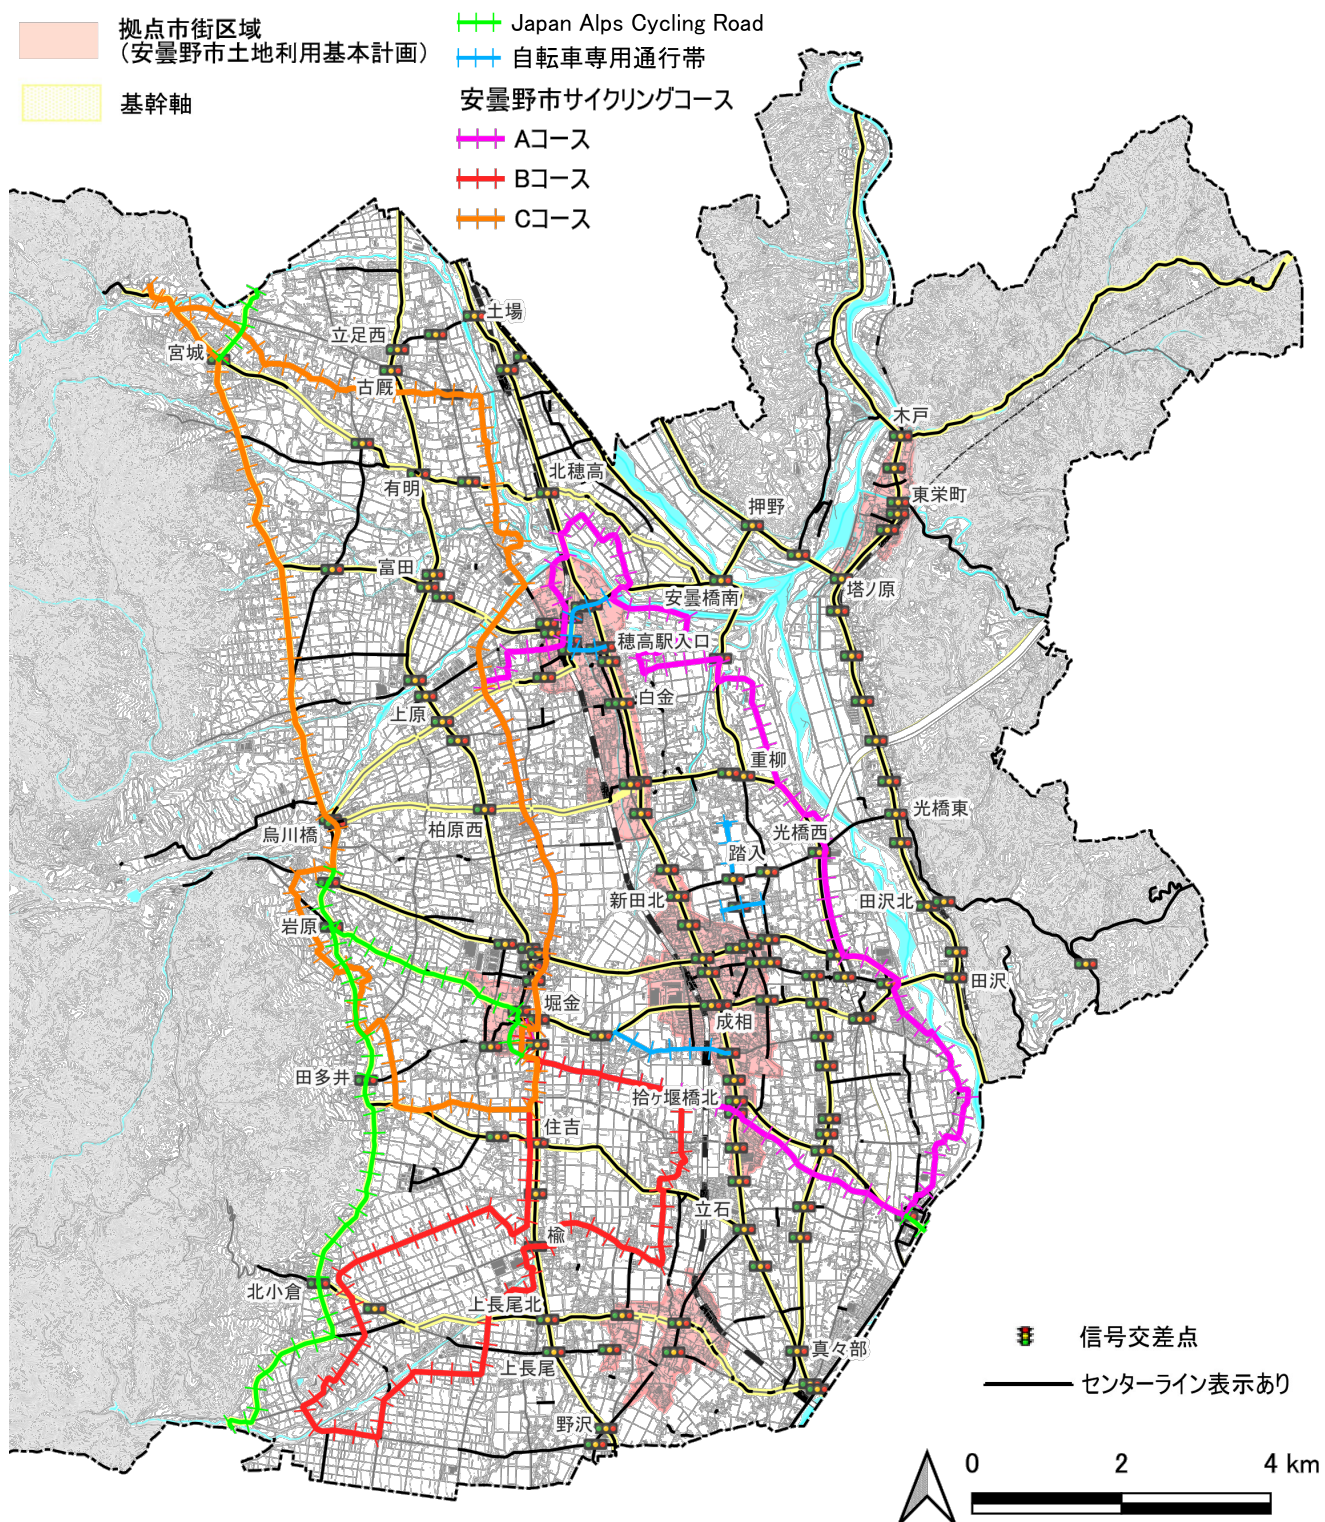 拠点市街区域
（安曇野市土地利用基本計画）
基幹軸
Japan Alps Cycling Road
自転車専用通行帯
安曇野市サイクリングコース
Aコース
Bコース
Cコース
土場
立足西
宮城
古厩
木戸
北穂高
有明
東栄町
押野
富田
安曇橋南
塔ノ原
穂高駅入口
白金
上原
重柳
烏川橋
柏原西
光橋西
光橋東
踏入
新田北
田沢北
岩原
田沢
堀金
成相
田多井
拾ヶ堰橋北
住吉
立石
楡
北小倉
上長尾北
真々部
上長尾
野沢
信号交差点
センターライン表示あり
0 2 4 km